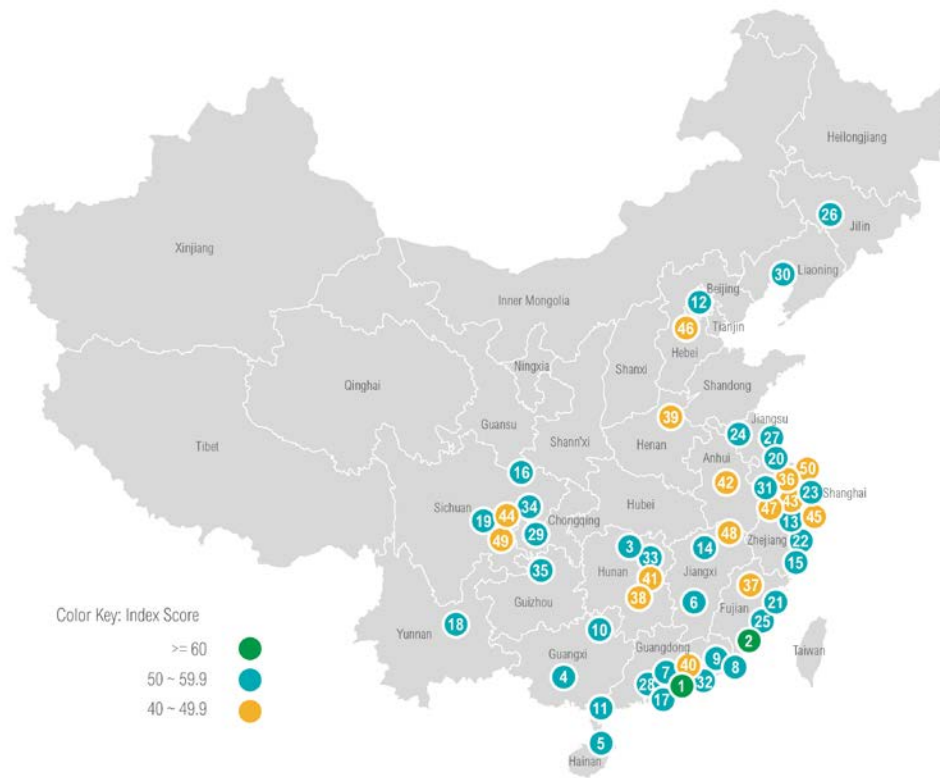 Heilongjiang
26
Jilin
Xinjiang
30
Liaoning
Inner Mongolia
12
Beijing
46
Tianjin
Hebei
Ningxia
Shanxi
Qinghai
Shandong
39
Jiangsu
Guansu
24
27
Tibet
Shann'xi
Henan
Anhui
20
16
50
42
36
31
23
Shanghai
Sichuan
34
Hubei
43
44
47
19
Chongqing
13
45
29
48
49
Zhejiang
22
3
14
33
15
35
Hunan
Jiangxi
41
37
38
Guizhou
6
21
Fujian
Color Key: Index Score
18
25
10
Yunnan
2
>= 60
Guangdong
Taiwan
Guangxi
9
40
8
7
4
50 ~ 59.9
32
28
1
17
40 ~ 49.9
11
5
Hainan